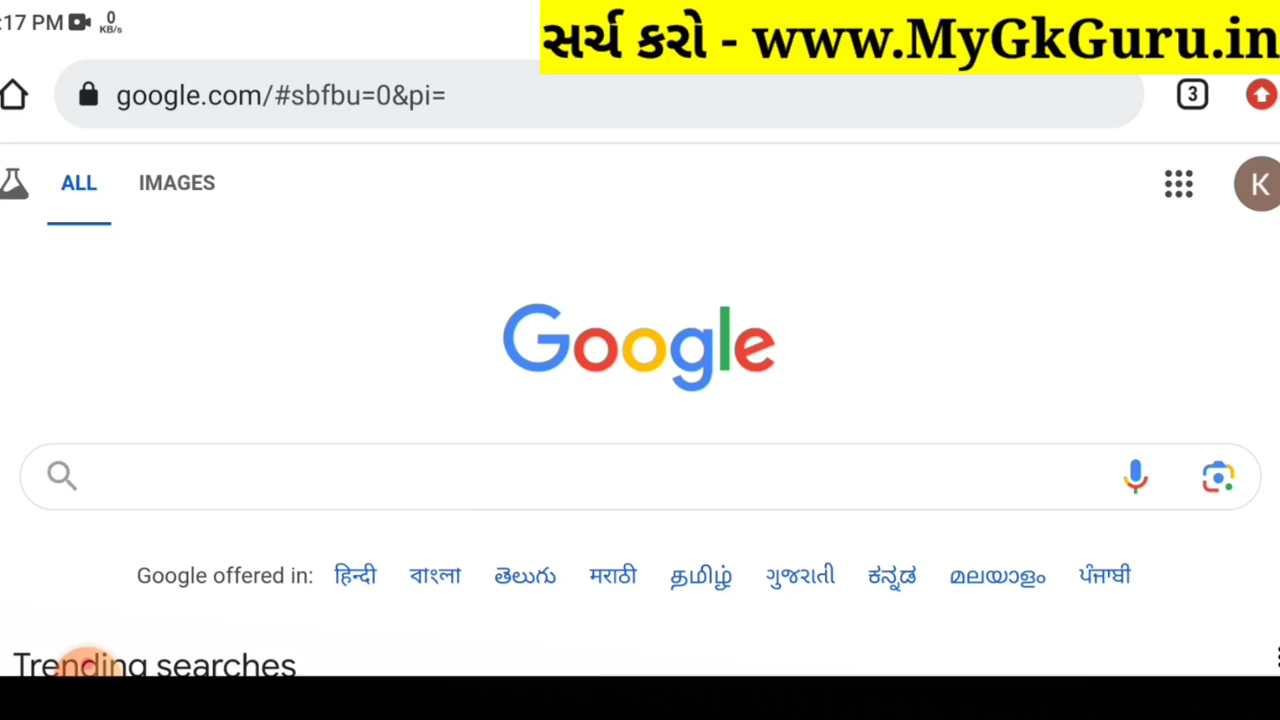 :17 PM 0 KB/s
સર્ચ કરો - www.MyGkGuru.in
google.com/#sbfbu=0&pi=
3
ALL IMAGES
K
Google
Google offered in: हिन्दी বাংলা తెలుగు मराठी தமிழ் ગુજરાતી ಕನ್ನಡ മലയാളം ਪੰਜਾਬੀ
Trending searches